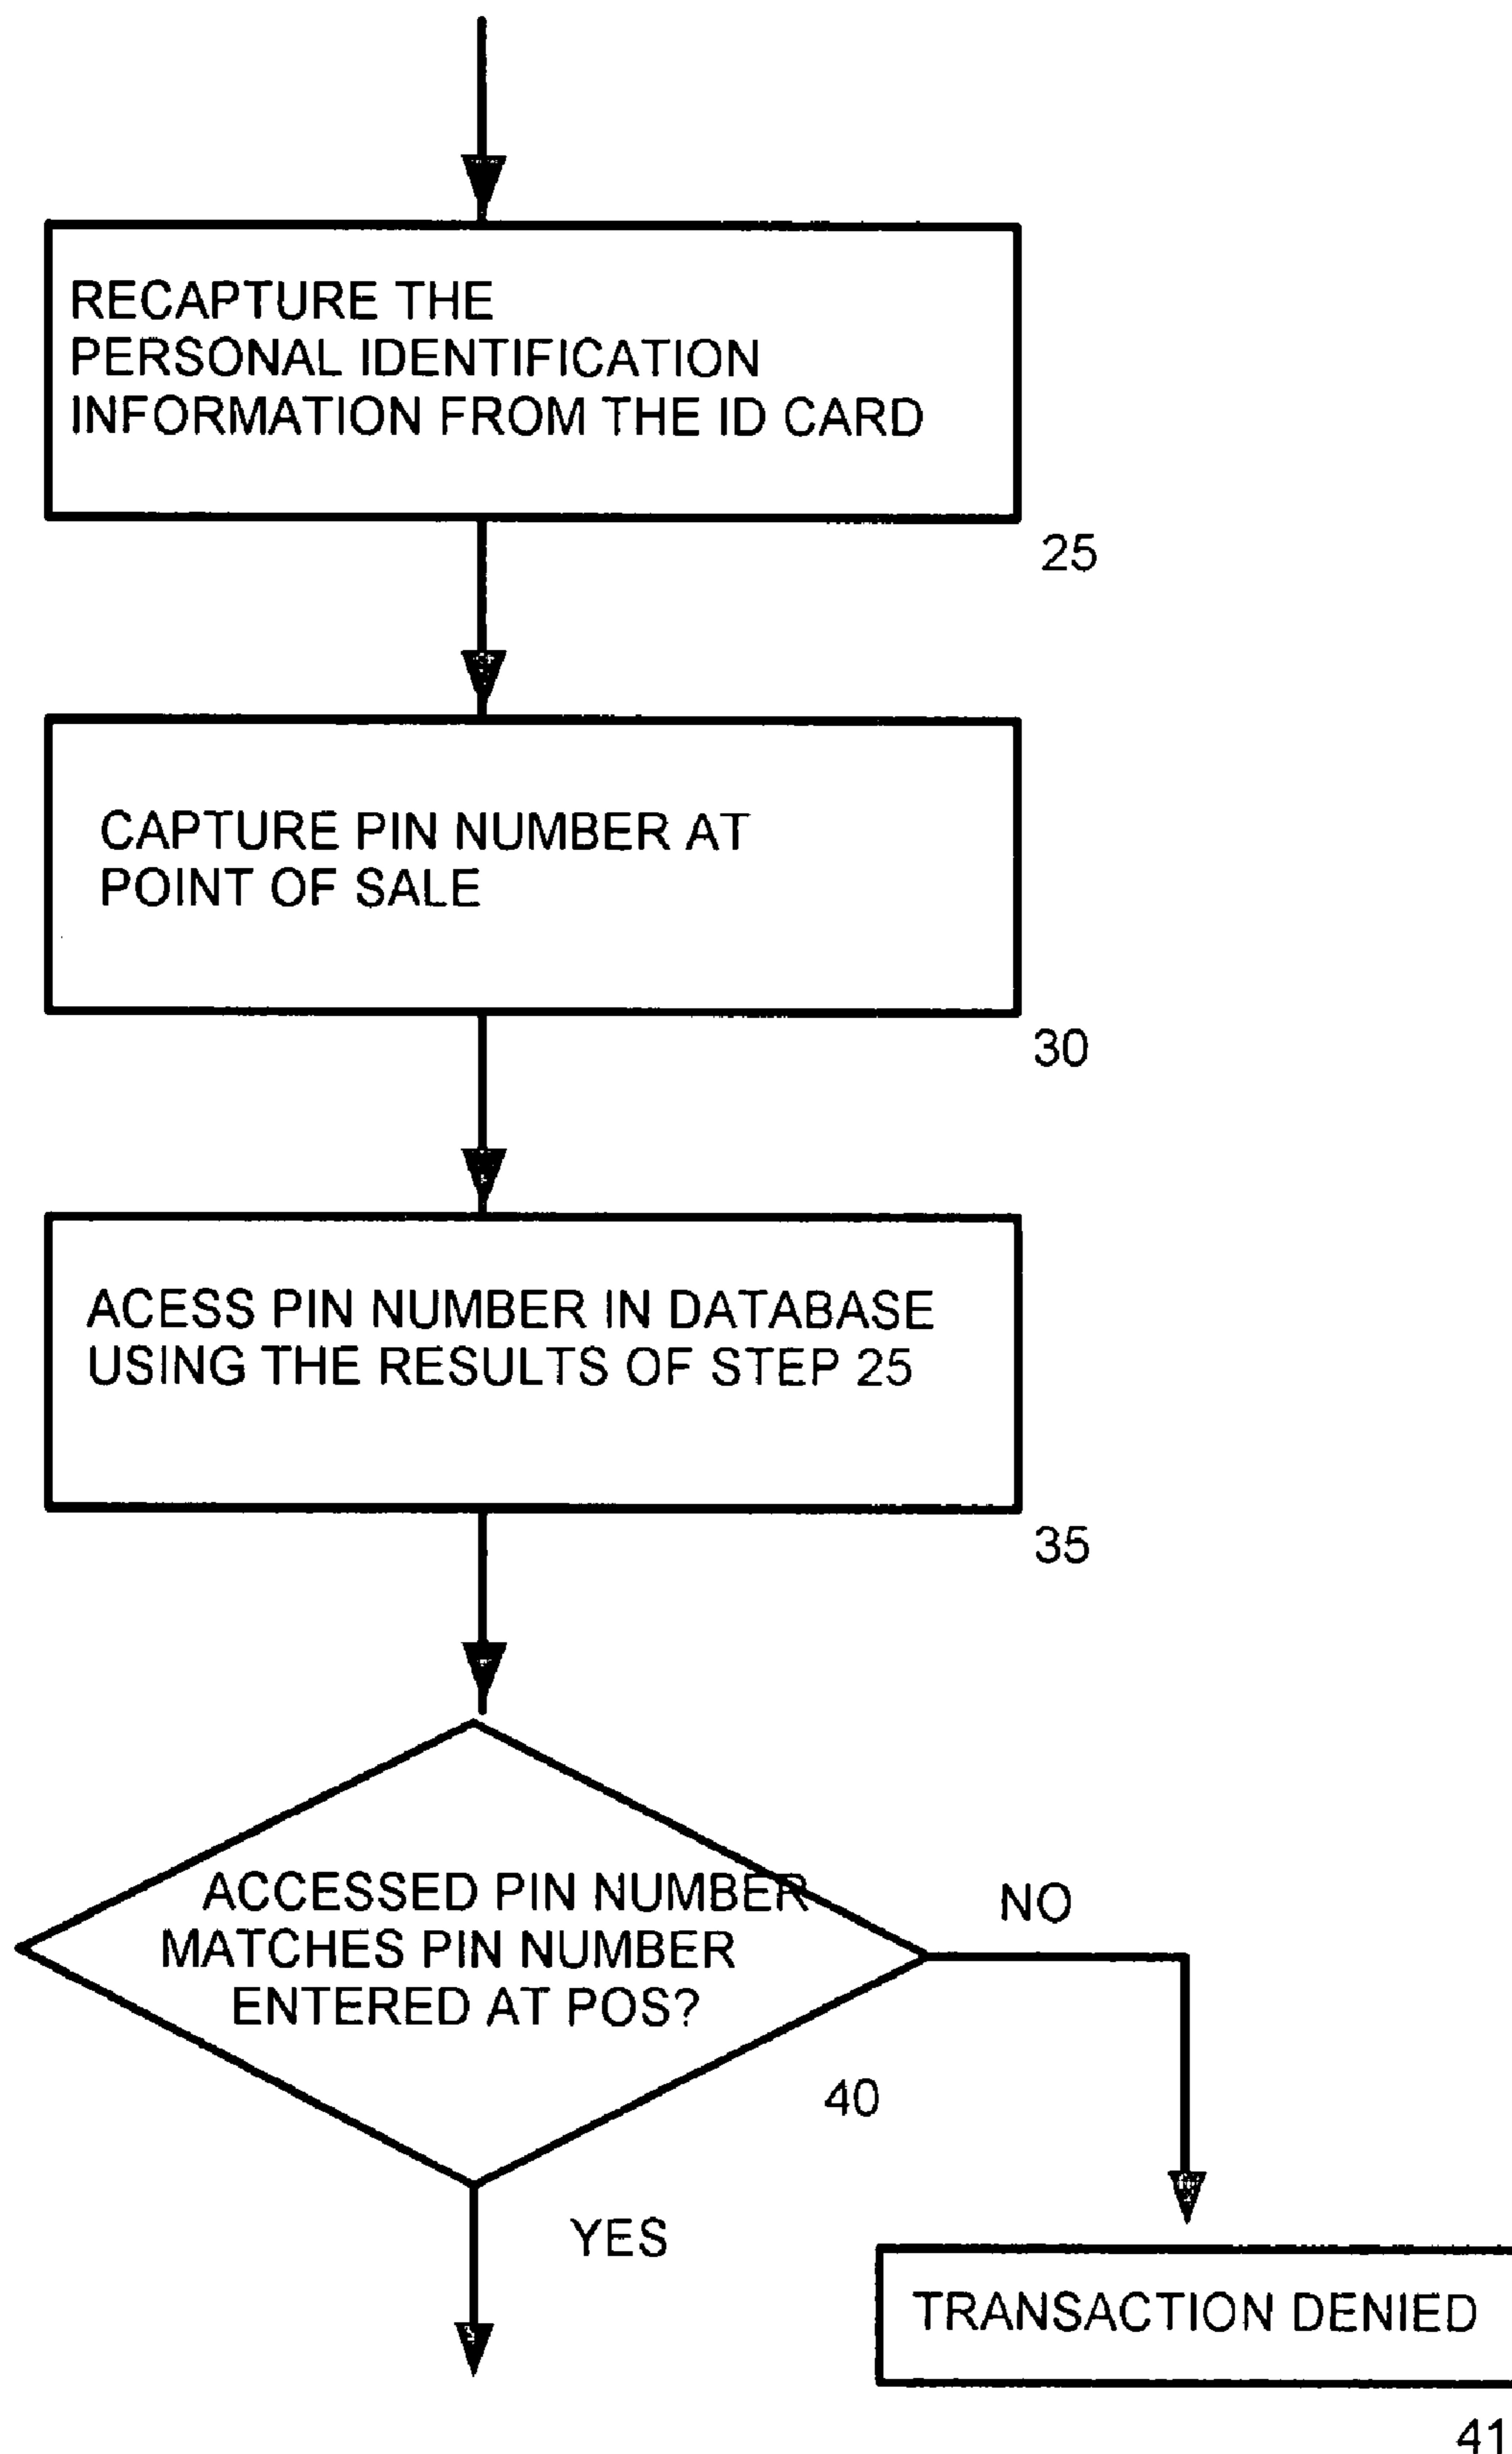 RECAPTURE THE
PERSONAL IDENTIFICATION
INFORMATION FROM THE ID CARD
25
CAPTURE PIN NUMBER AT
POINT OF SALE
30
ACESS PIN NUMBER IN DATABASE
USING THE RESULTS OF STEP 25
35
ACCESSED PIN NUMBER
MATCHES PIN NUMBER
ENTERED AT POS?
NO
40
YES
TRANSACTION DENIED
41